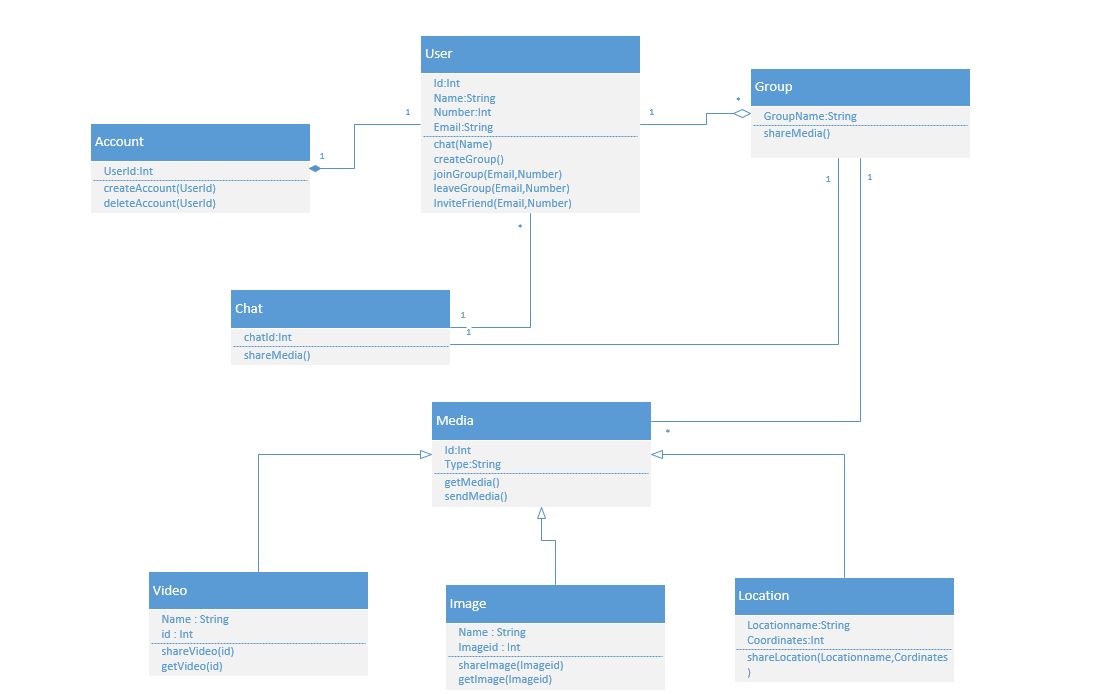 User
Id:Int
Name:String
Number:Int
Email:String
chat(Name)
createGroup()
joinGroup(Email,Number)
leaveGroup(Email,Number)
InviteFriend(Email,Number)
Group
GroupName:String
shareMedia()
Account
UserId:Int
createAccount(UserId)
deleteAccount(UserId)
1
1
1
*
*
1
1
1
1
*
Chat
chatId:Int
shareMedia()
Media
Id:Int
Type:String
getMedia()
sendMedia()
Video
Name : String
id : Int
shareVideo(id)
getVideo(id)
Image
Name : String
Imageid : Int
shareImage(Imageid)
getImage(Imageid)
Location
Locationname:String
Coordinates:Int
shareLocation(Locationname,Cordinates
)